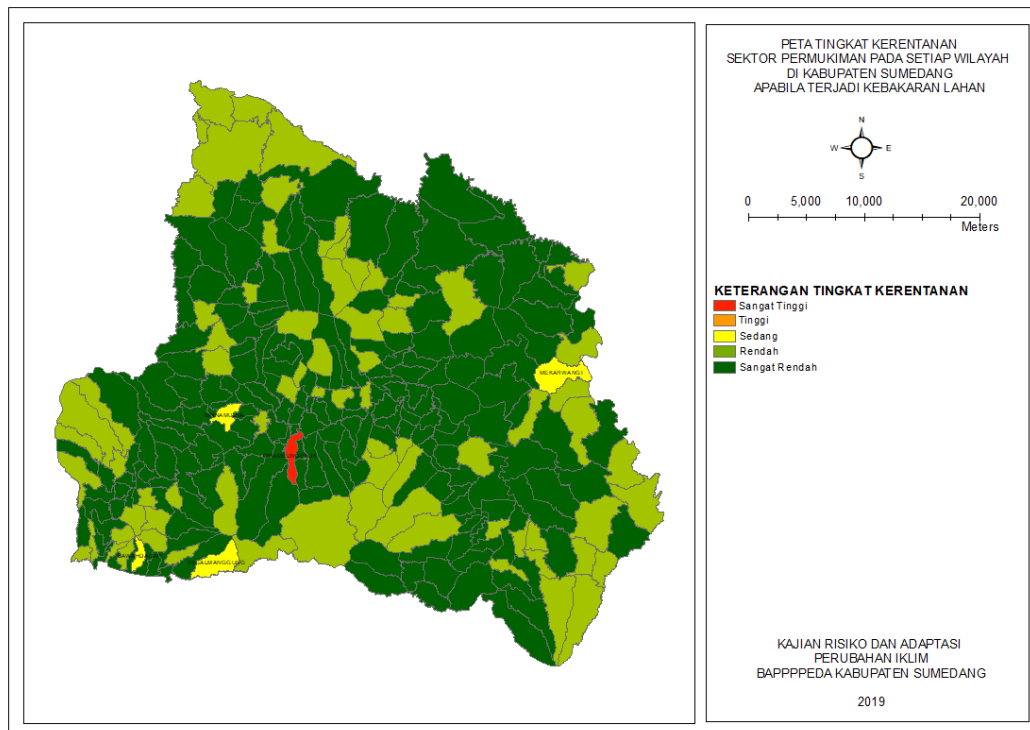 PETA TINGKAT KERENTANAN
SEKTOR PERMUKIMAN PADA SETIAP WILAYAH
DI KABUPATEN SUMEDANG
APABILA TERJADI KEBAKARAN LAHAN
N
W E
S
0 5,000 10,000 20,000
Meters
KETERANGAN TINGKAT KERENTANAN
Sangat Tinggi
Tinggi
Sedang
Rendah
Sangat Rendah
MEKARWANGI
KAJIAN RISIKO DAN ADAPTASI
PERUBAHAN IKLIM
BAPPPPEDA KABUPATEN SUMEDANG
2019